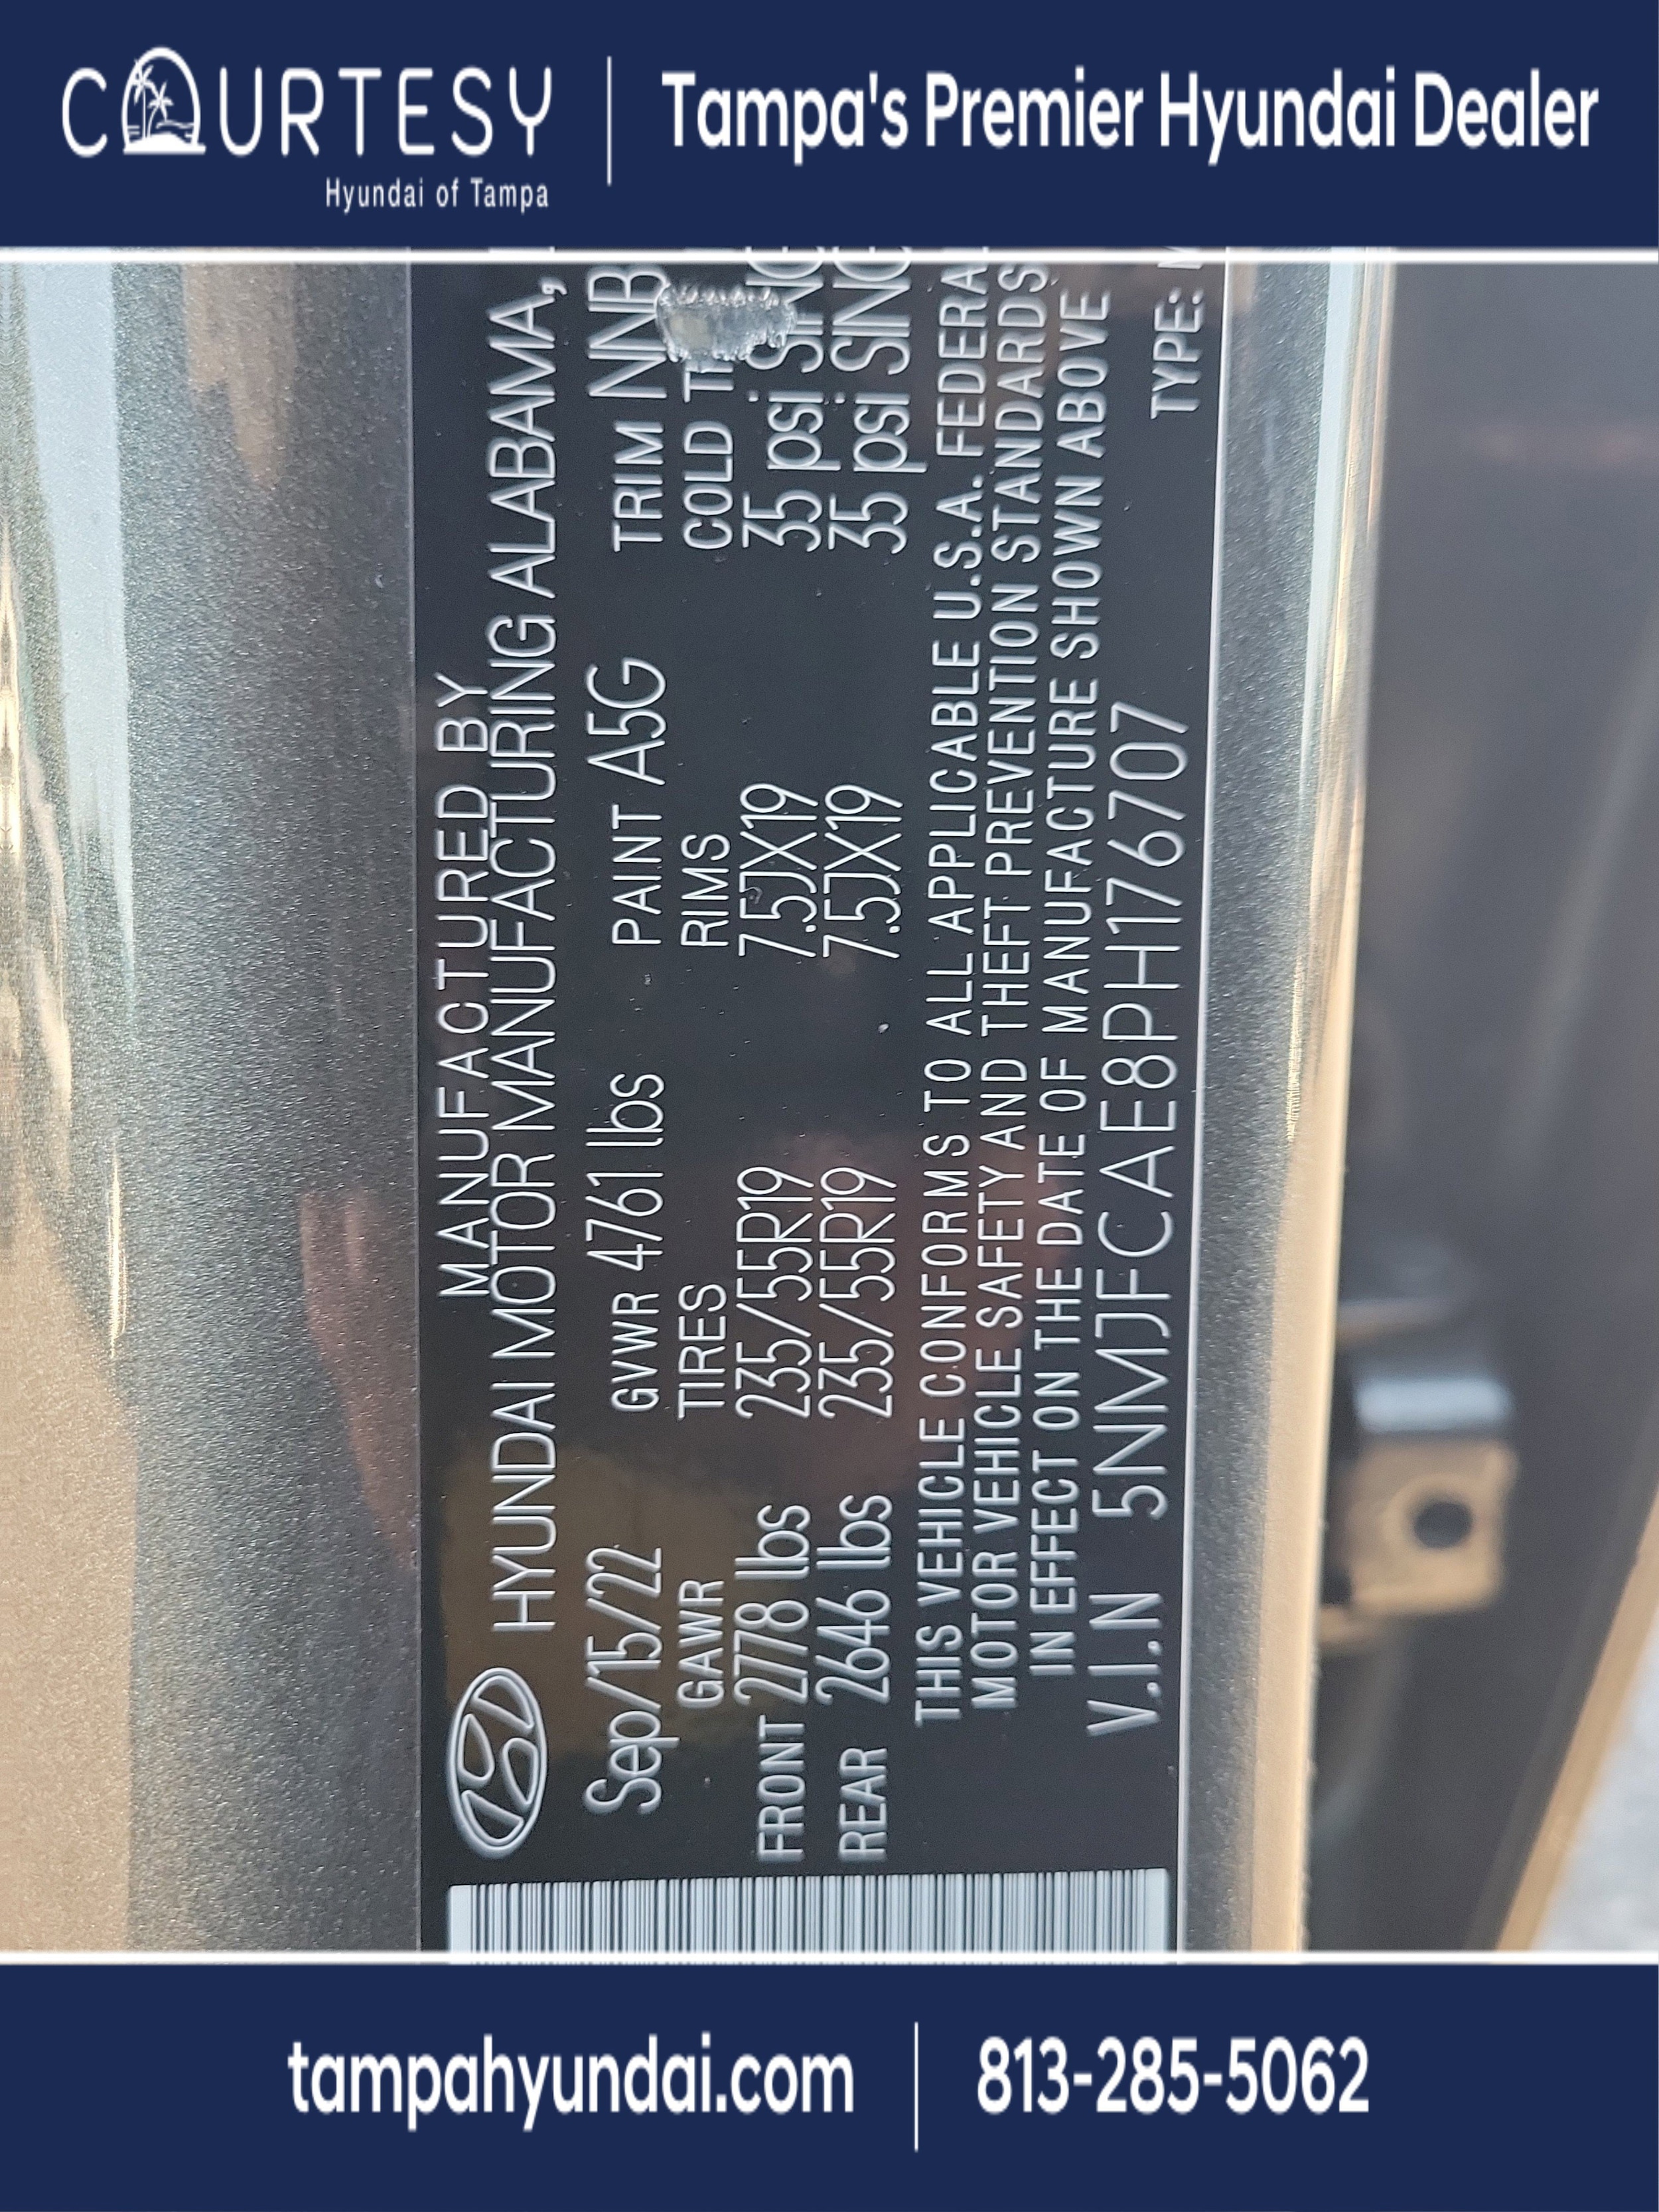 COURTESY
Hyundai of Tampa
Tampa's Premier Hyundai Dealer
MANUFACTURED BY
HYUNDAI MOTOR MANUFACTURING ALABAMA,
Sep/15/22 GVWR 4761 lbs PAINT A5G TRIM NNB
GAWR TIRES RIMS COLD
FRONT 2778 lbs 235/55R19 7.5JX19 35 psi
REAR 2646 lbs 235/55R19 7.5JX19 35 psi SING
THIS VEHICLE CONFORMS TO ALL APPLICABLE U.S.A. FEDERA
MOTOR VEHICLE SAFETY AND THEFT PREVENTION STANDARDS
IN EFFECT ON THE DATE OF MANUFACTURE SHOWN ABOVE
V.I.N 5NMJFCAE8PH176707 TYPE:
tampahyundai.com
813-285-5062